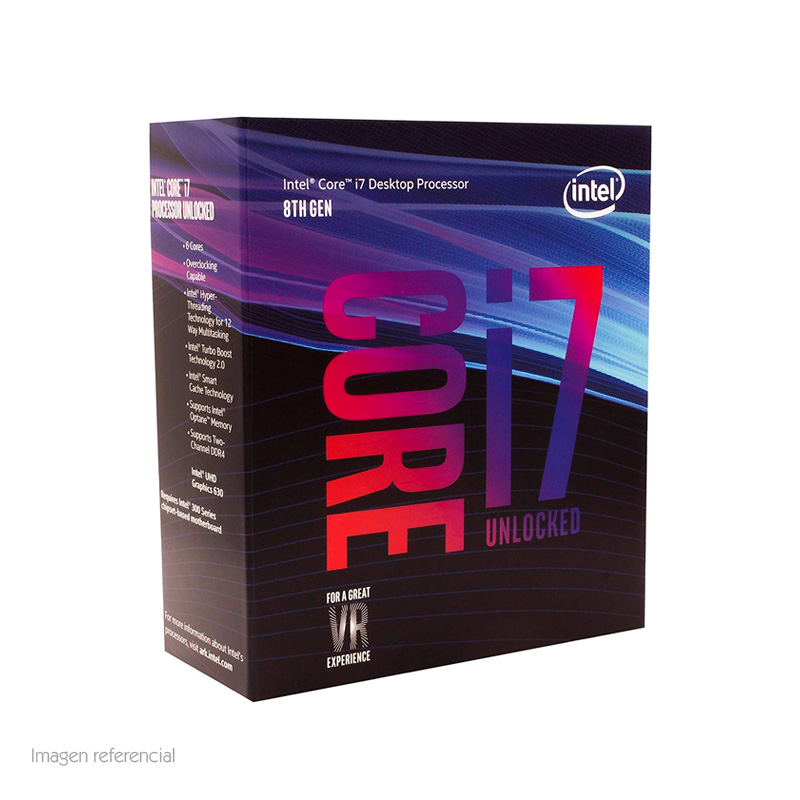 INTEL® CORE™ i7
PROCESSOR UNLOCKED
• 6 Cores
• Overclocking
Capable
• Intel® Hyper-
Threading
Technology for 12
Way Multitasking
• Intel® Turbo Boost
Technology 2.0
• Intel® Smart
Cache Technology
• Supports Intel®
Optane™ Memory
• Supports Two-
Channel DDR4
Intel® UHD
Graphics 630
Requires Intel® 300 Series
chipset-based motherboard
For more information about Intel's
processors, visit ark.intel.com
Intel® Core™ i7 Desktop Processor
8TH GEN
intel®
CORE
i7
UNLOCKED
FOR A GREAT
VR
EXPERIENCE
Imagen referencial